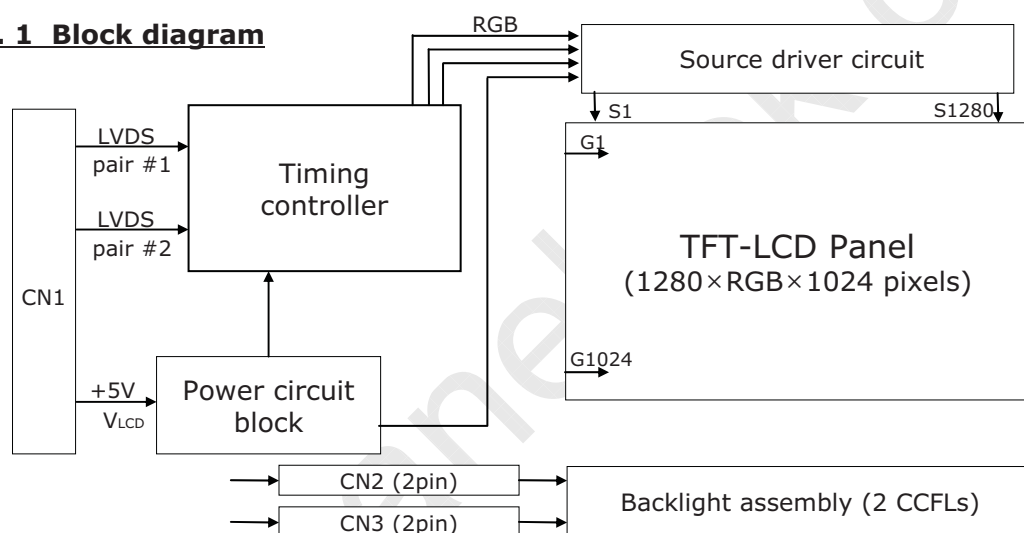 . 1 Block diagram
RGB
Source driver circuit
S1
S1280
LVDS
pair #1
G1
Timing
controller
LVDS
pair #2
TFT-LCD Panel
(1280×RGB×1024 pixels)
CN1
G1024
+5V
VLCD
Power circuit
block
CN2 (2pin)
Backlight assembly (2 CCFLs)
CN3 (2pin)